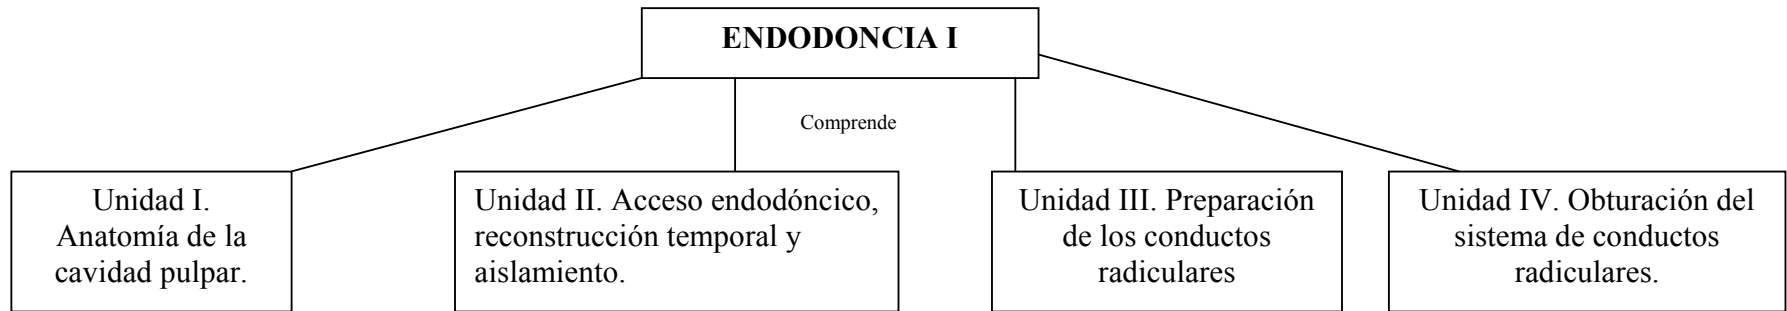 ENDODONCIA I
Comprende
Unidad I.
Anatomía de la
cavidad pulpar.
Unidad II. Acceso endodóncico,
reconstrucción temporal y
aislamiento.
Unidad III. Preparación
de los conductos
radiculares
Unidad IV. Obturación del
sistema de conductos
radiculares.